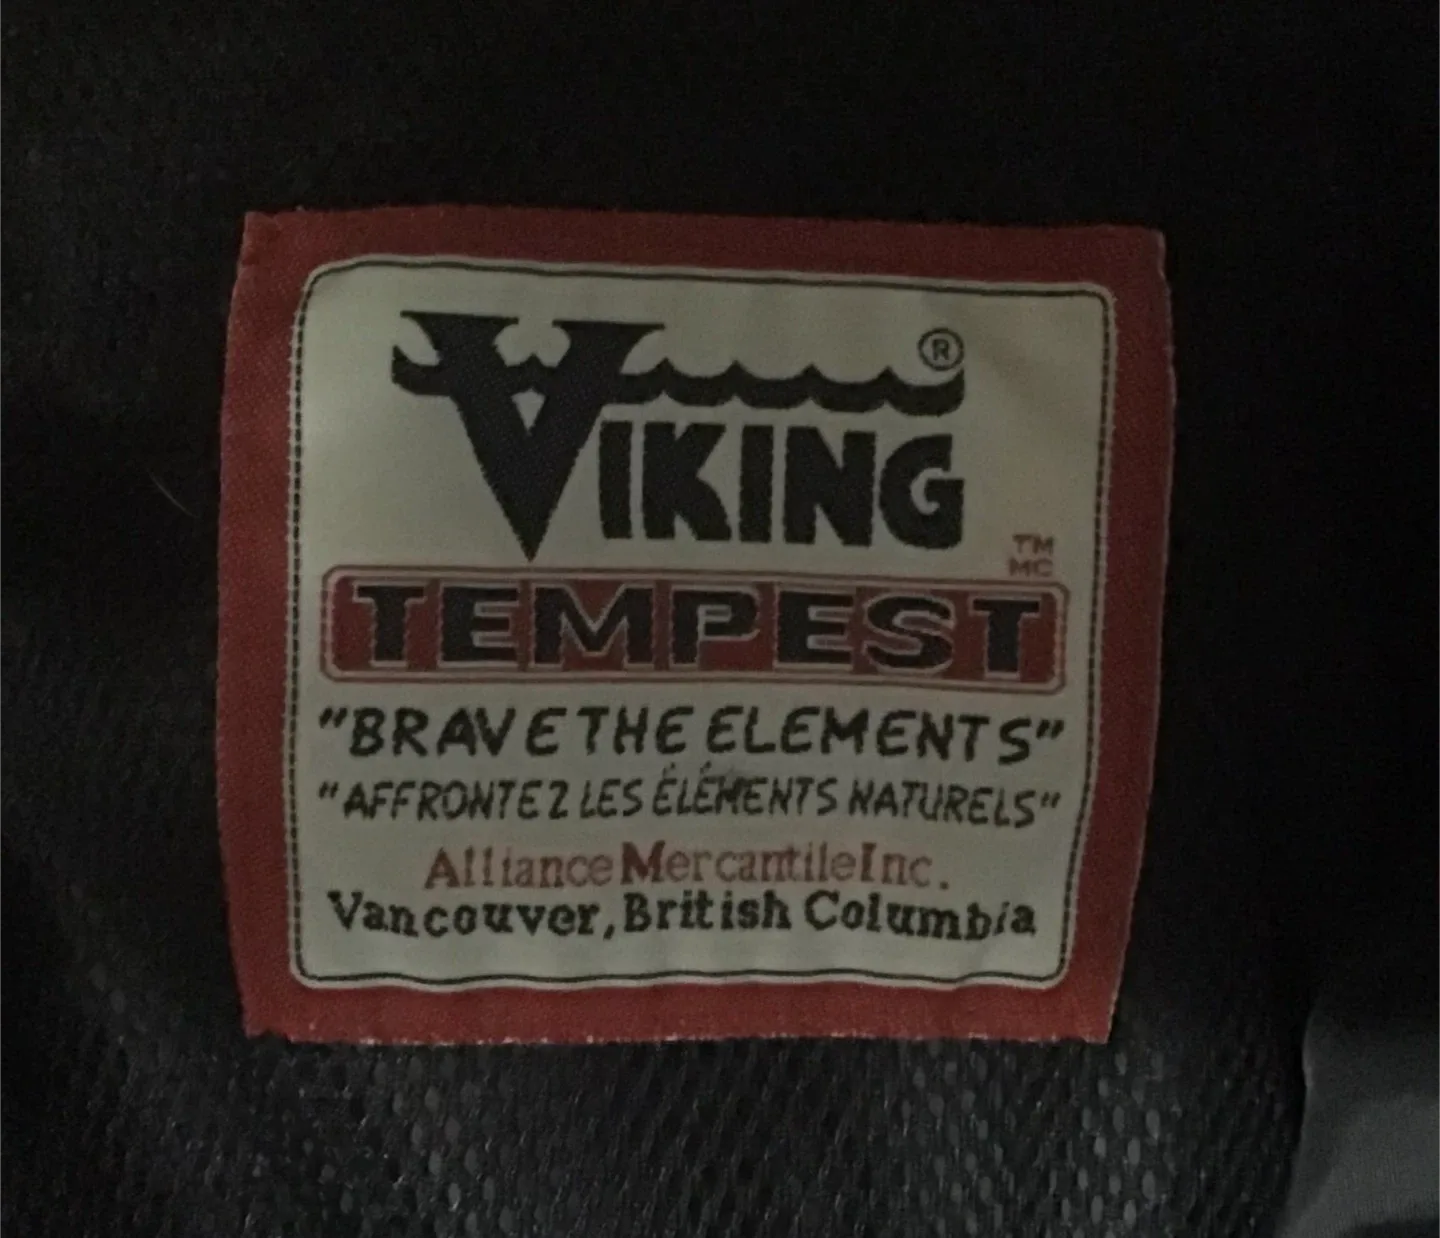 VIKING ®
TM
MC
TEMPEST
"BRAVE THE ELEMENTS"
"AFFRONTEZ LES ÉLÉMENTS NATURELS"
Alliance Mercantile Inc.
Vancouver, British Columbia